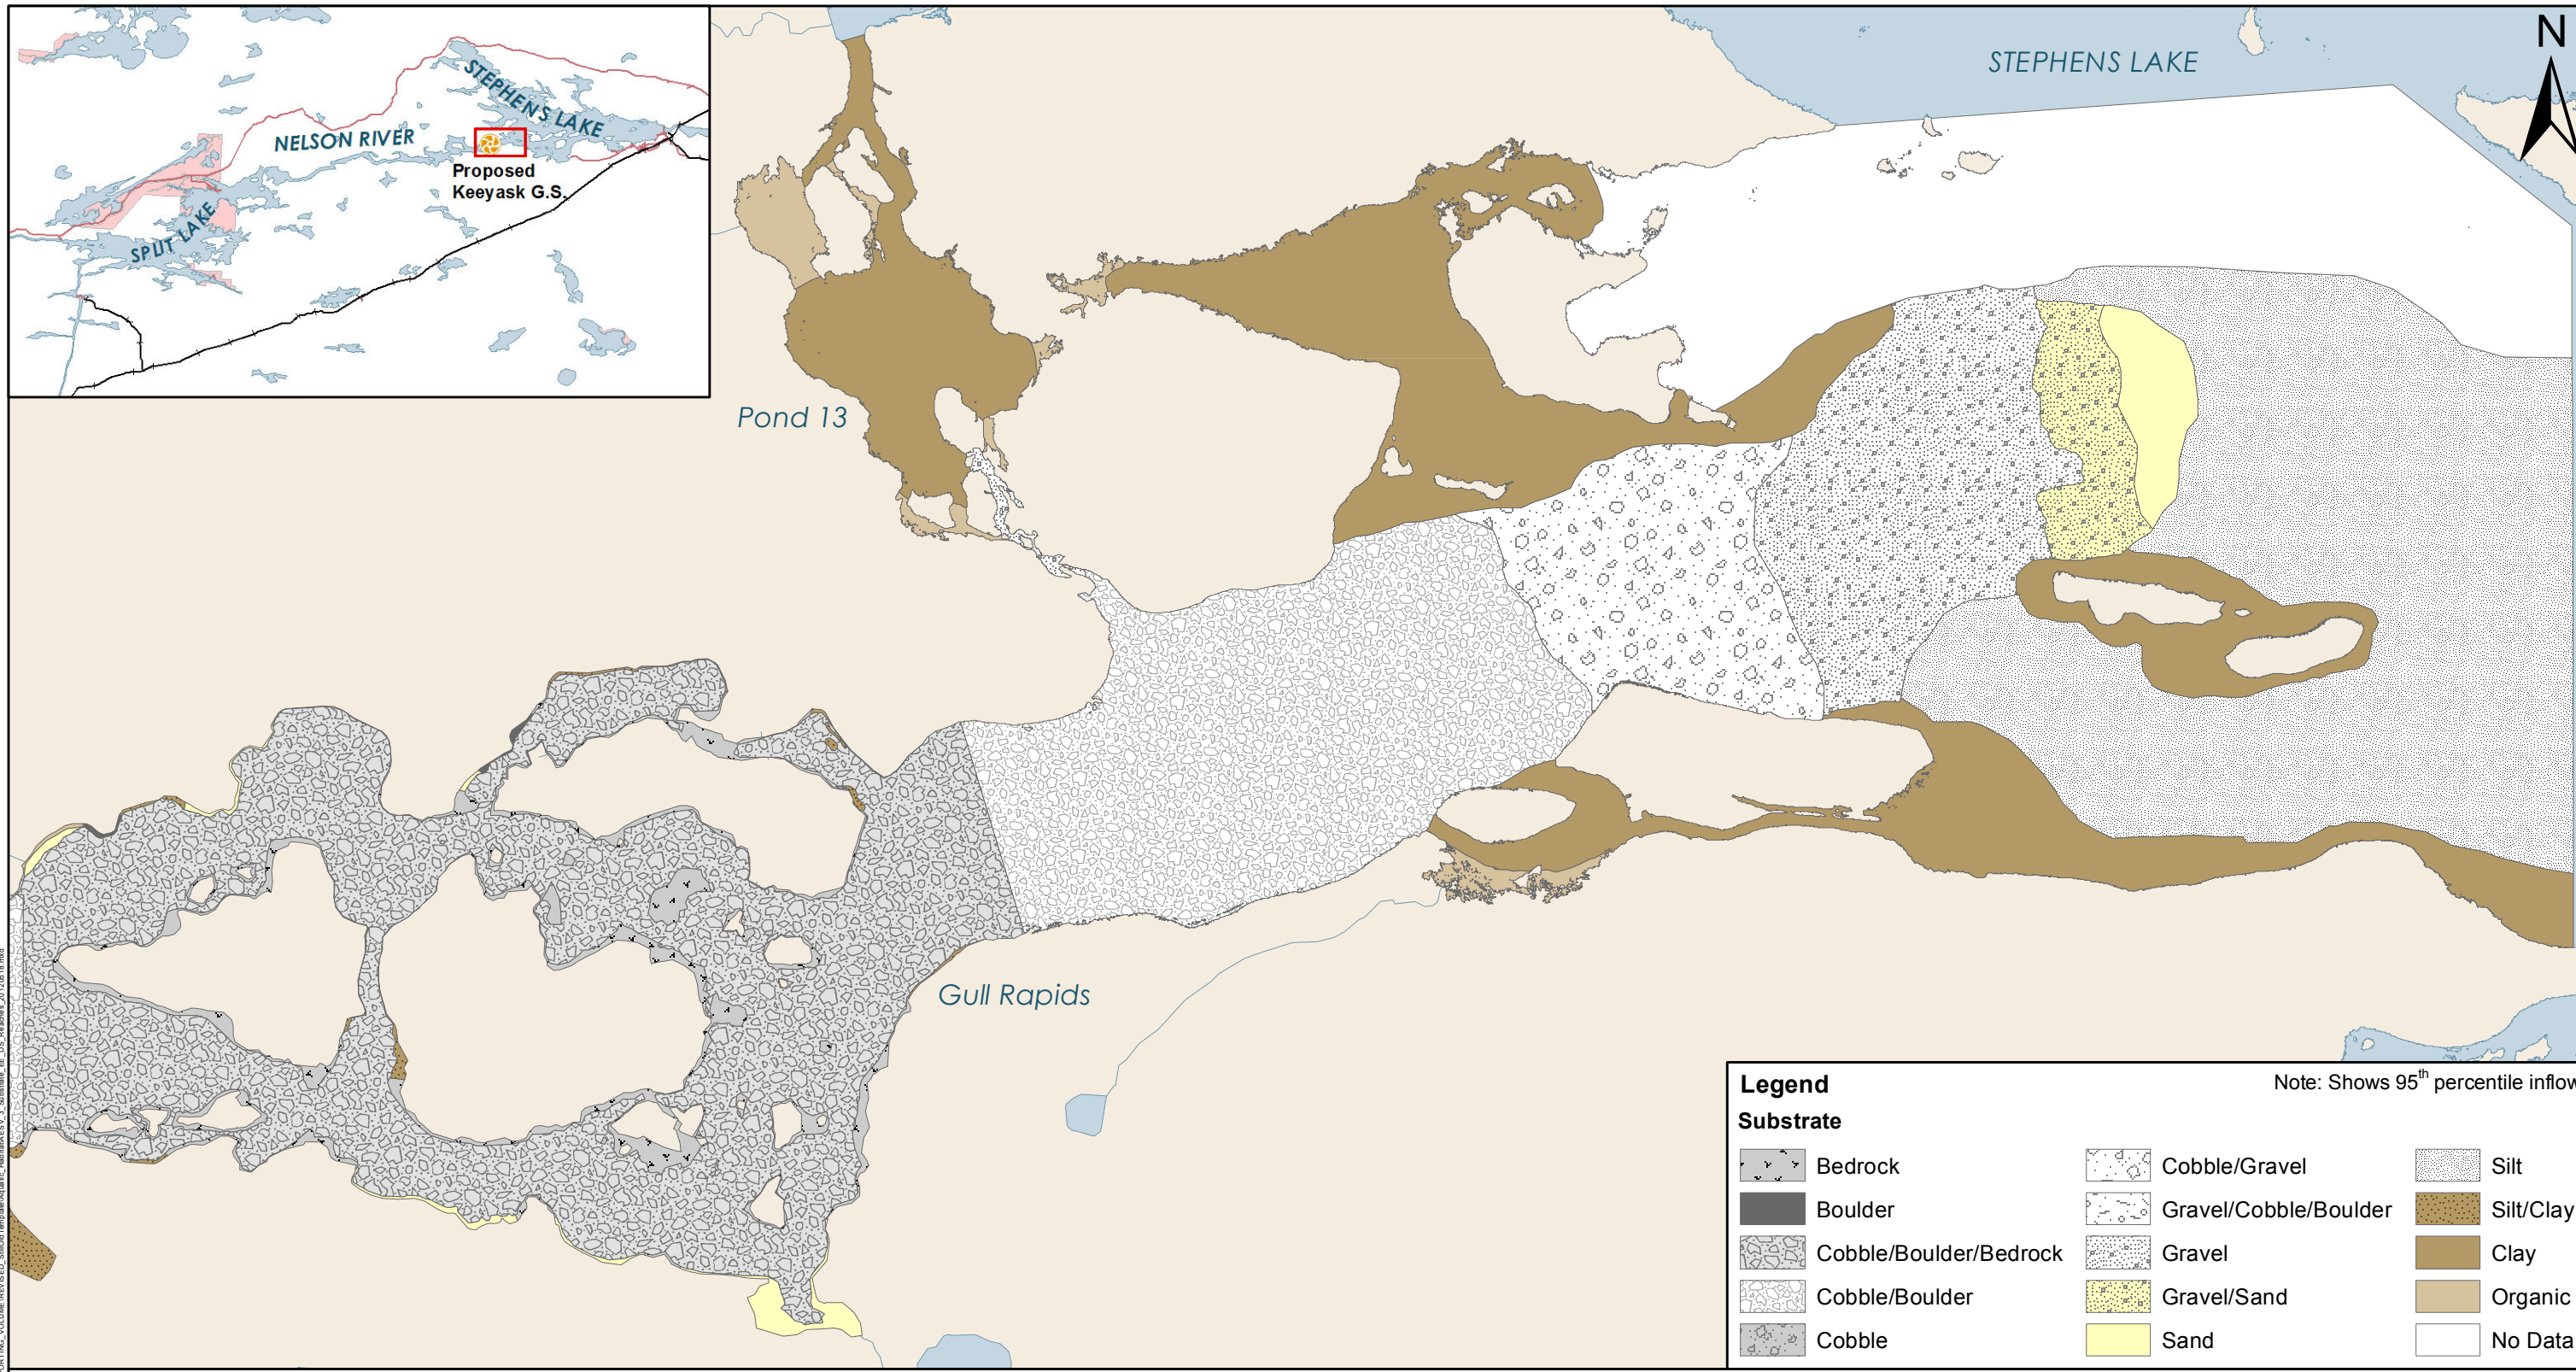 STEPHENS LAKE
NELSON RIVER
Proposed
Keeyask G.S.
SPLIT LAKE
STEPHENS LAKE
N
Pond 13
Gull Rapids
Legend
Note: Shows 95th percentile inflow
Substrate
Bedrock
Boulder
Cobble/Boulder/Bedrock
Cobble/Boulder
Cobble
Cobble/Gravel
Gravel/Cobble/Boulder
Gravel
Gravel/Sand
Sand
Silt
Silt/Clay
Clay
Organic
No Data